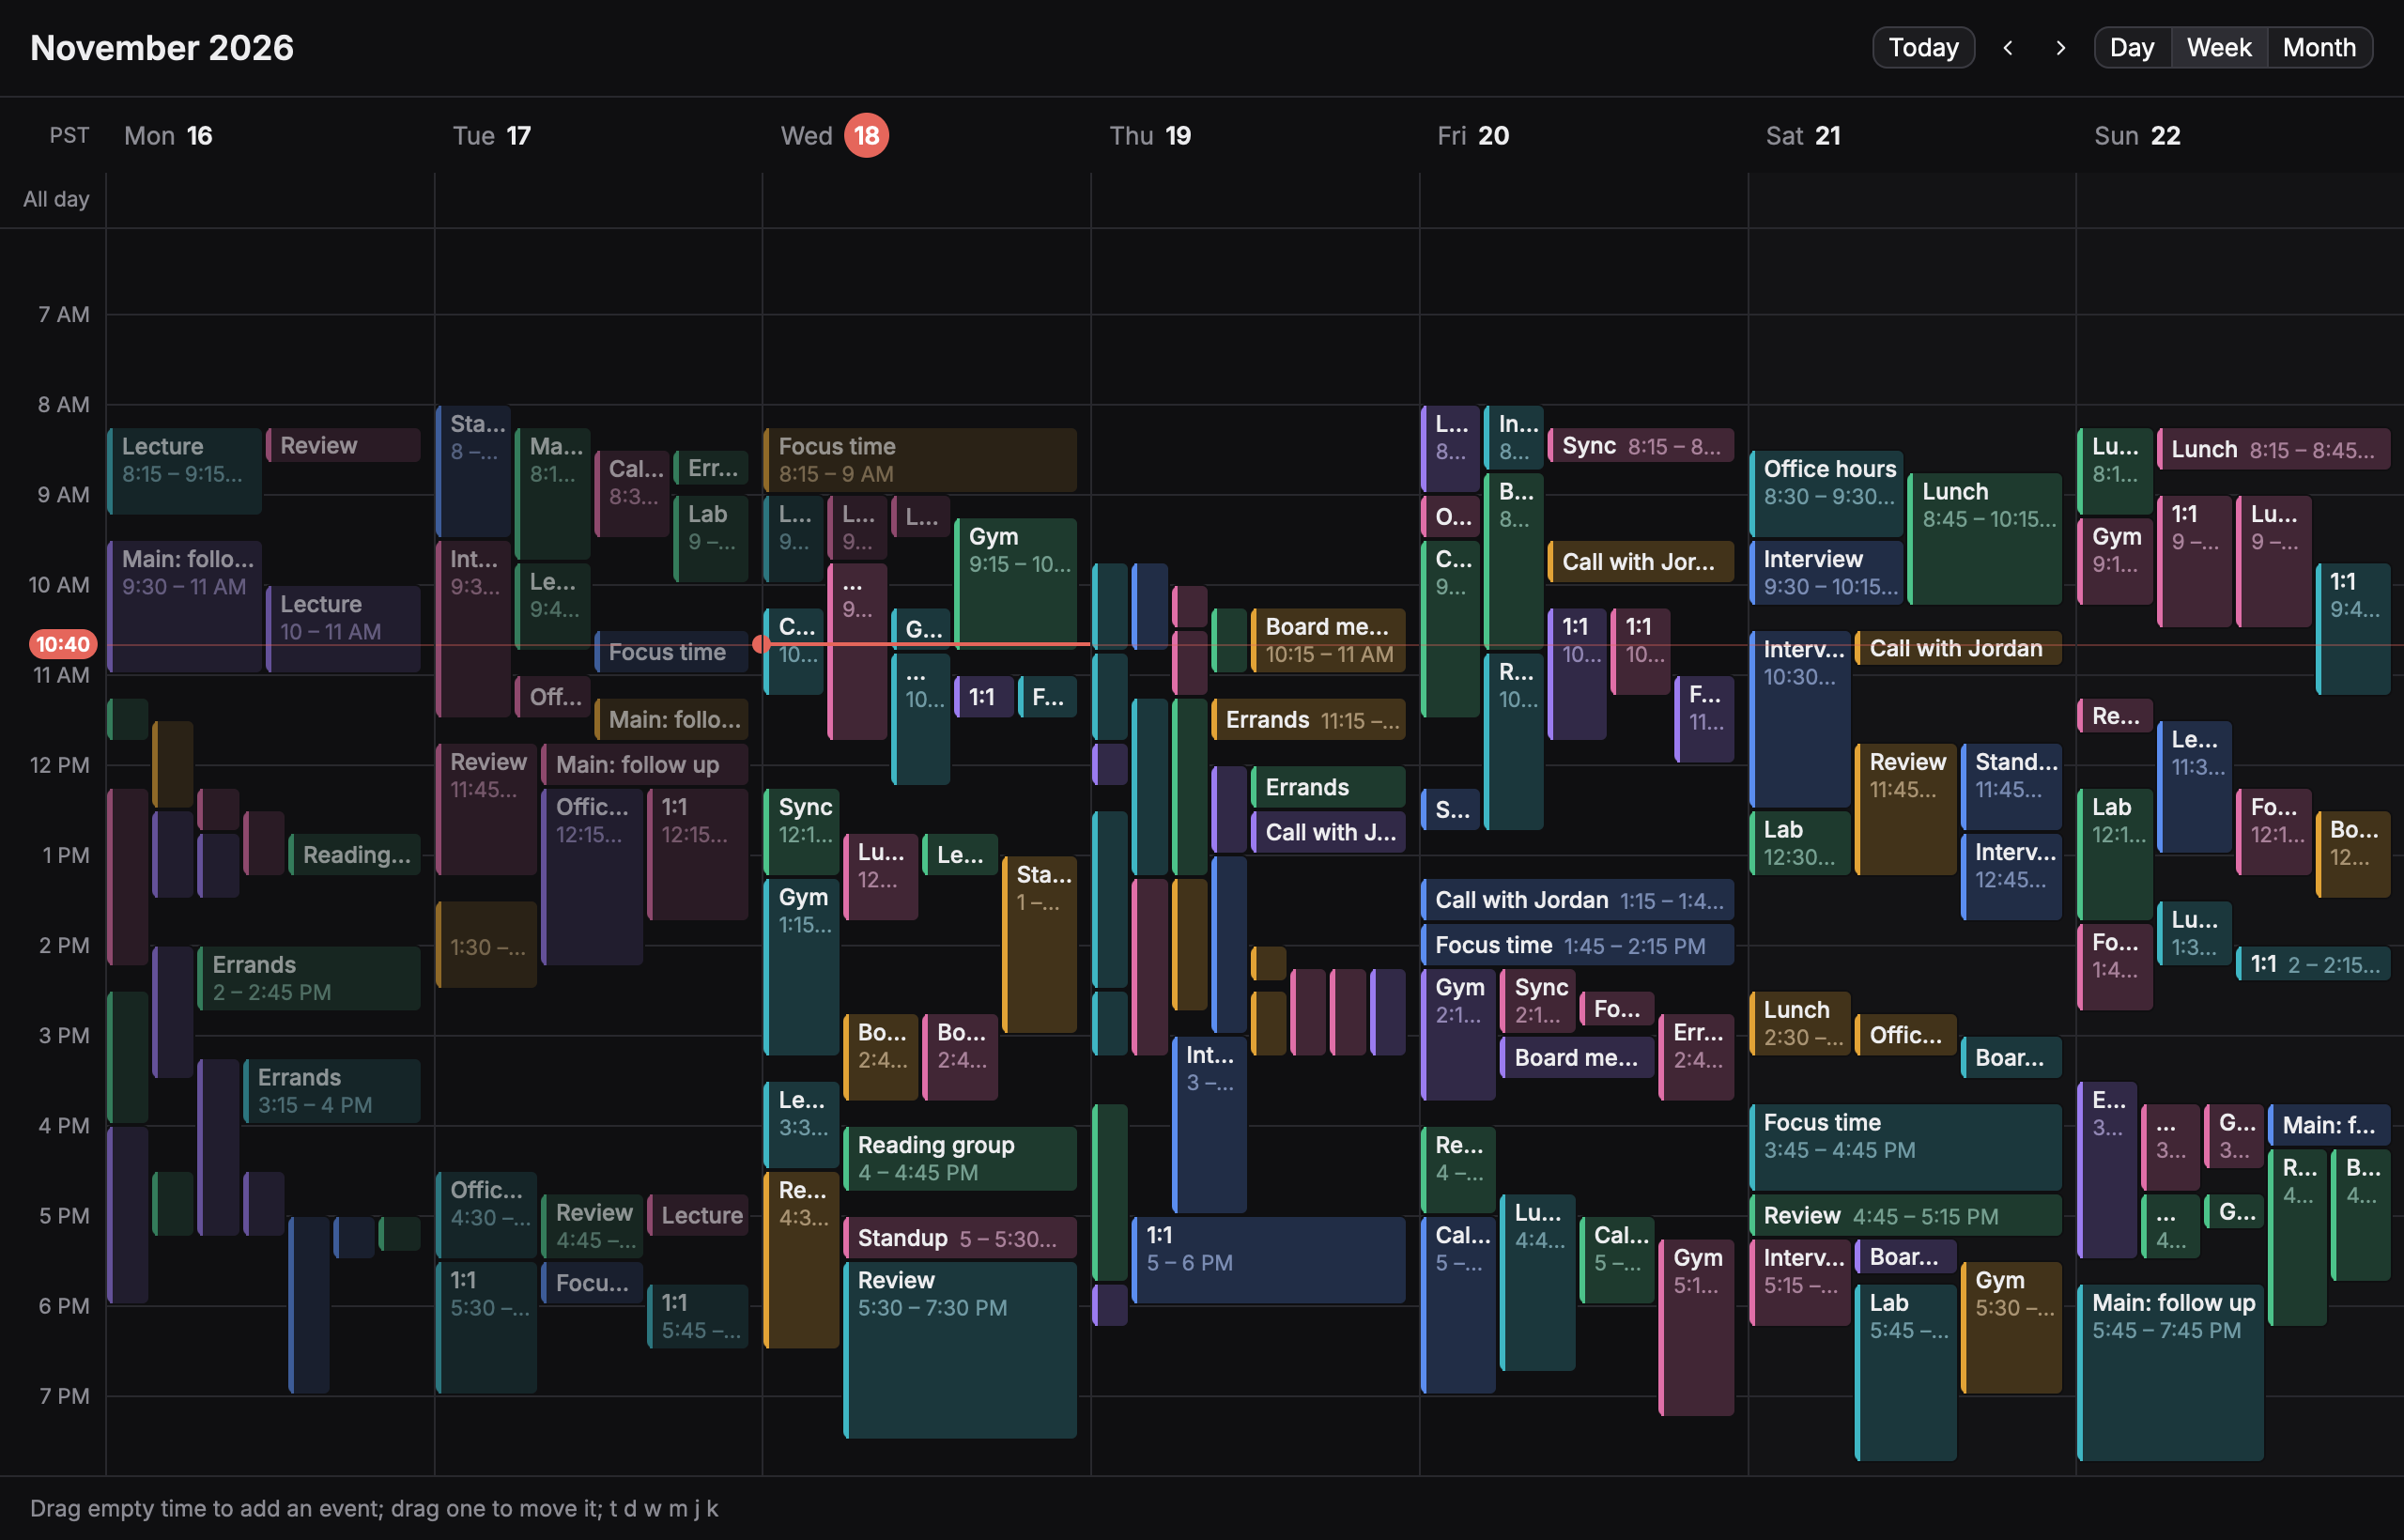 November 2026
Today
Day
Week
Month
PST
Mon 16
Tue 17
Wed 18
Thu 19
Fri 20
Sat 21
Sun 22
All day
7 AM
8 AM
9 AM
10 AM
10:40
11 AM
12 PM
1 PM
2 PM
3 PM
4 PM
5 PM
6 PM
7 PM
Lecture
8:15 – 9:15...
Review
Main: follo...
9:30 – 11 AM
Lecture
10 – 11 AM
Reading...
Errands
2 – 2:45 PM
Errands
3:15 – 4 PM
Sta...
8 –...
Ma...
8:1...
Cal...
8:3...
Err...
Lab
9 –...
Int...
9:3...
Le...
9:4...
Focus time
Off...
Main: follo...
Review
11:45...
Main: follow up
Offic...
12:15...
1:1
12:15...
1:30 –...
Offic...
4:30 –...
Review
4:45 –...
Lecture
1:1
5:30 –...
Focu...
1:1
5:45 –...
Focus time
8:15 – 9 AM
L...
9...
L...
9...
L...
Gym
9:15 – 10...
...
9...
C...
10...
G...
...
10...
1:1
F...
Sync
12:1...
Lu...
12...
Le...
Sta...
1 –...
Gym
1:15...
Bo...
2:4...
Bo...
2:4...
Le...
3:3...
Reading group
4 – 4:45 PM
Re...
4:3...
Standup 5 – 5:30...
Review
5:30 – 7:30 PM
Board me...
10:15 – 11 AM
Errands 11:15 –...
Errands
Call with J...
Int...
3 –...
1:1
5 – 6 PM
L...
8...
In...
8...
Sync 8:15 – 8...
B...
8...
O...
C...
9...
Call with Jor...
1:1
10...
1:1
10...
R...
10...
F...
11...
S...
Call with Jordan 1:15 – 1:4...
Focus time 1:45 – 2:15 PM
Gym
2:1...
Sync
2:1...
Fo...
Err...
2:4...
Board me...
Re...
4 –...
Lu...
4:4...
Cal...
5 –...
Cal...
5 –...
Gym
5:1...
Office hours
8:30 – 9:30...
Lunch
8:45 – 10:15...
Interview
9:30 – 10:15...
Interv...
10:30...
Call with Jordan
Review
11:45...
Stand...
11:45...
Lab
12:30...
Interv...
12:45...
Lunch
2:30 –...
Offic...
Boar...
Focus time
3:45 – 4:45 PM
Review 4:45 – 5:15 PM
Interv...
5:15 –...
Boar...
Gym
5:30 –...
Lab
5:45 –...
Lu...
8:1...
Lunch 8:15 – 8:45...
1:1
9 –...
Lu...
9 –...
Gym
9:1...
1:1
9:4...
Re...
Le...
11:3...
Lab
12:1...
Fo...
12:1...
Bo...
12...
Lu...
1:3...
Fo...
1:4...
1:1 2 – 2:15...
E...
3...
...
3...
G...
3...
Main: f...
R...
4...
B...
4...
...
4...
G...
Main: follow up
5:45 – 7:45 PM
Drag empty time to add an event; drag one to move it; t d w m j k